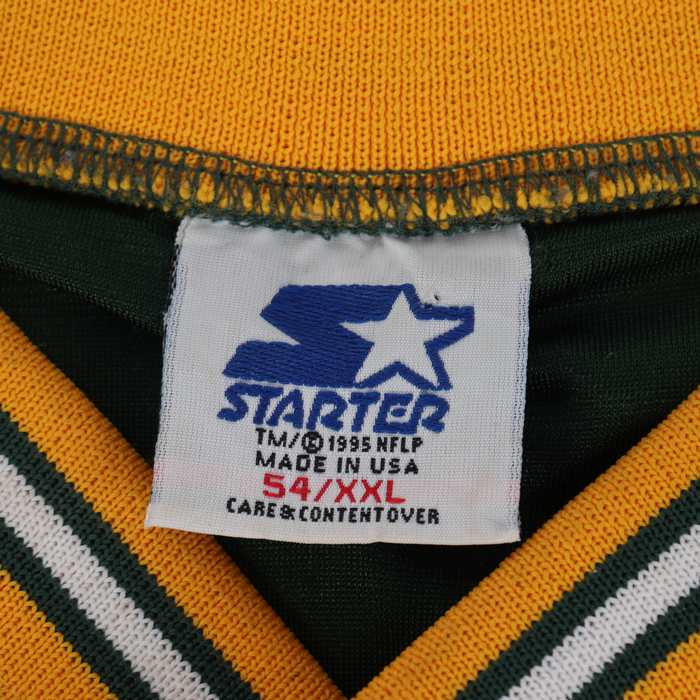 STARTER
TM/® 1995 NFLP
MADE IN USA
54/XXL
CARE & CONTENT OVER